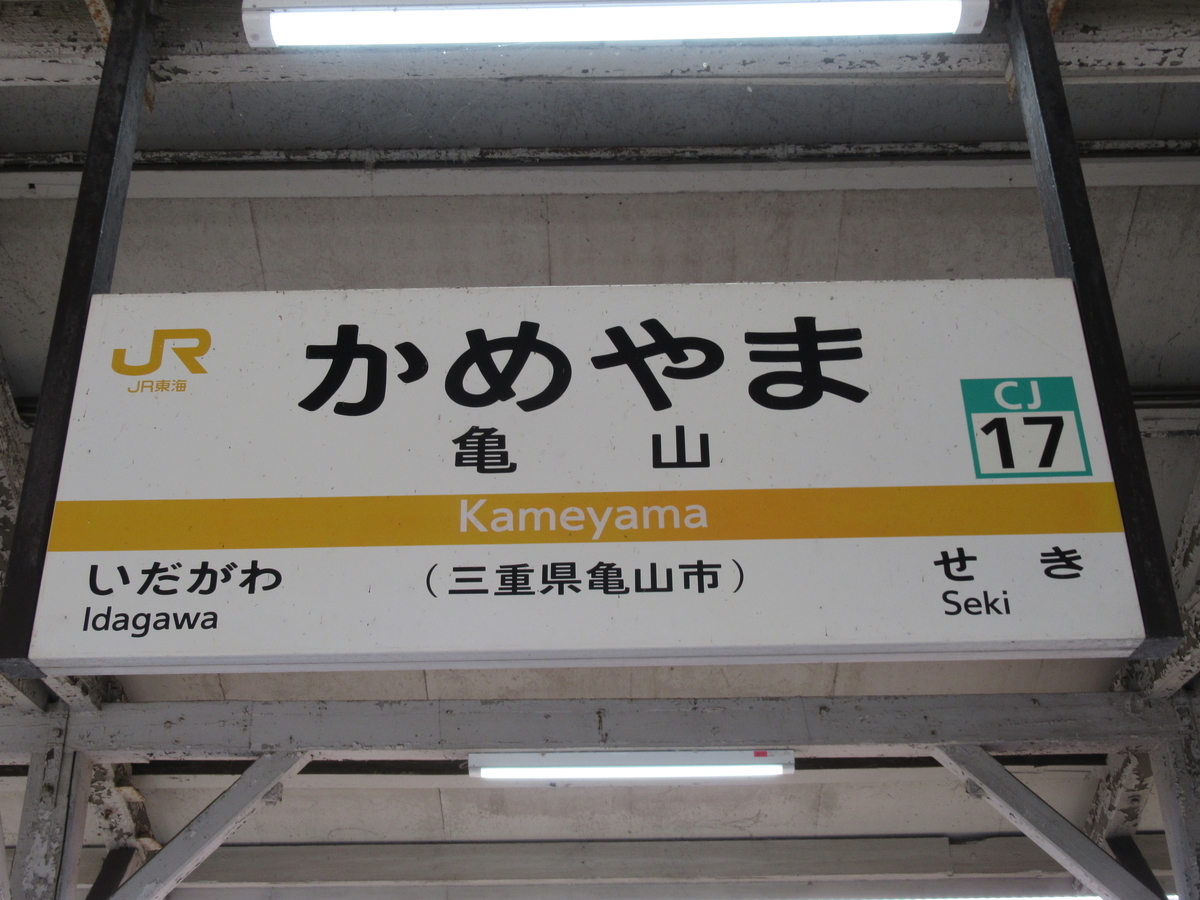 JR
JR東海
かめやま
亀山
CJ
17
Kameyama
いだがわ
Idagawa
（三重県亀山市）
せき
Seki